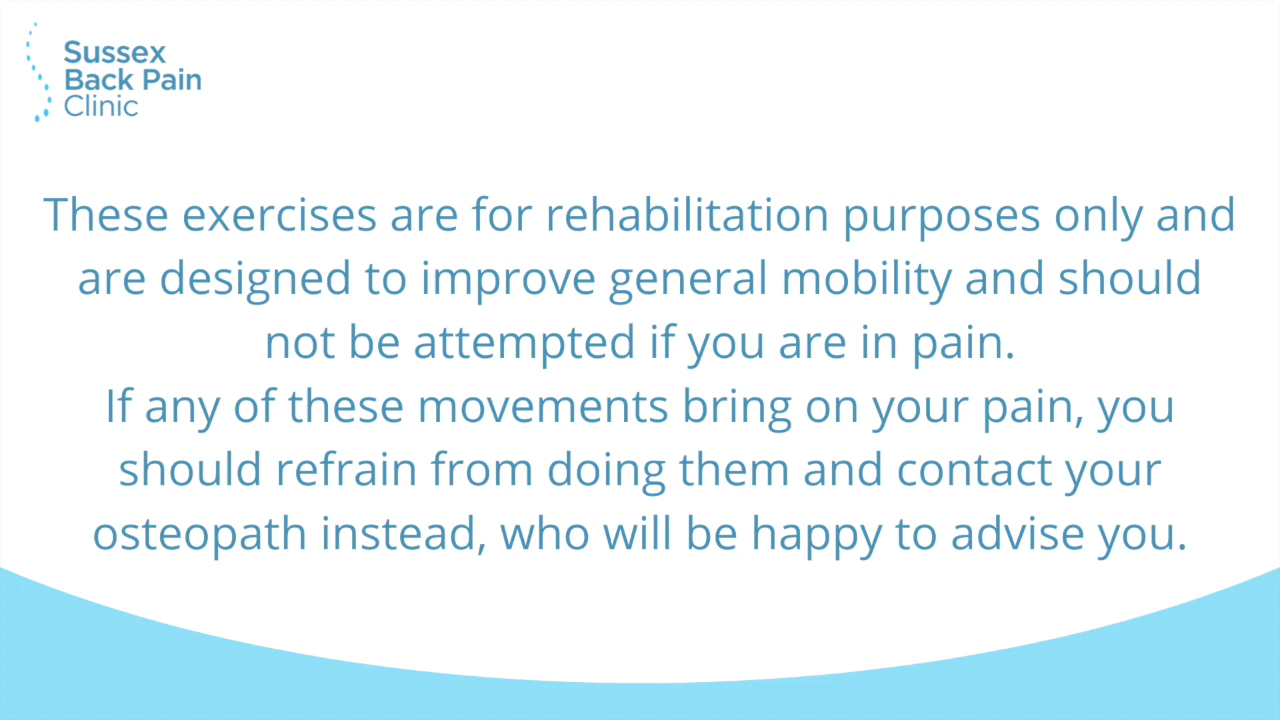 Sussex
Back Pain
Clinic
These exercises are for rehabilitation purposes only and
are designed to improve general mobility and should
not be attempted if you are in pain.
If any of these movements bring on your pain, you
should refrain from doing them and contact your
osteopath instead, who will be happy to advise you.